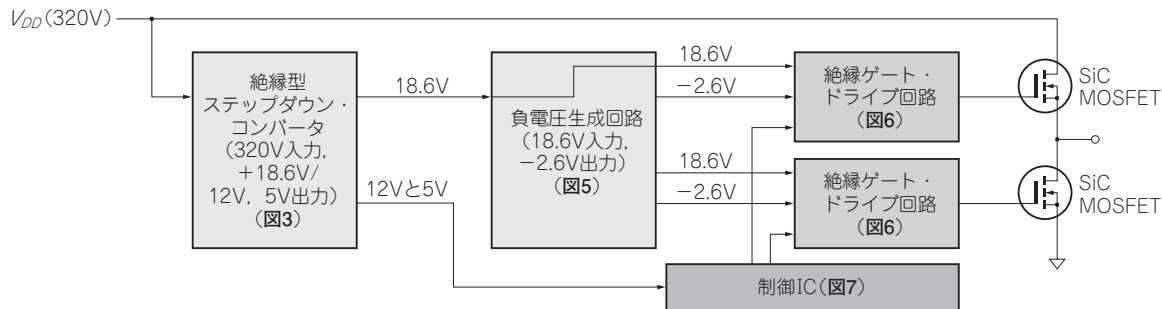 VDD(320V)
絶縁型
ステップダウン・
コンバータ
(320V入力,
+18.6V/
12V, 5V出力)
(図3)
18.6V
12Vと5V
負電圧生成回路
(18.6V入力,
−2.6V出力)
(図5)
18.6V
−2.6V
18.6V
−2.6V
絶縁ゲート・
ドライブ回路
(図6)
絶縁ゲート・
ドライブ回路
(図6)
制御IC(図7)
SiC
MOSFET
SiC
MOSFET